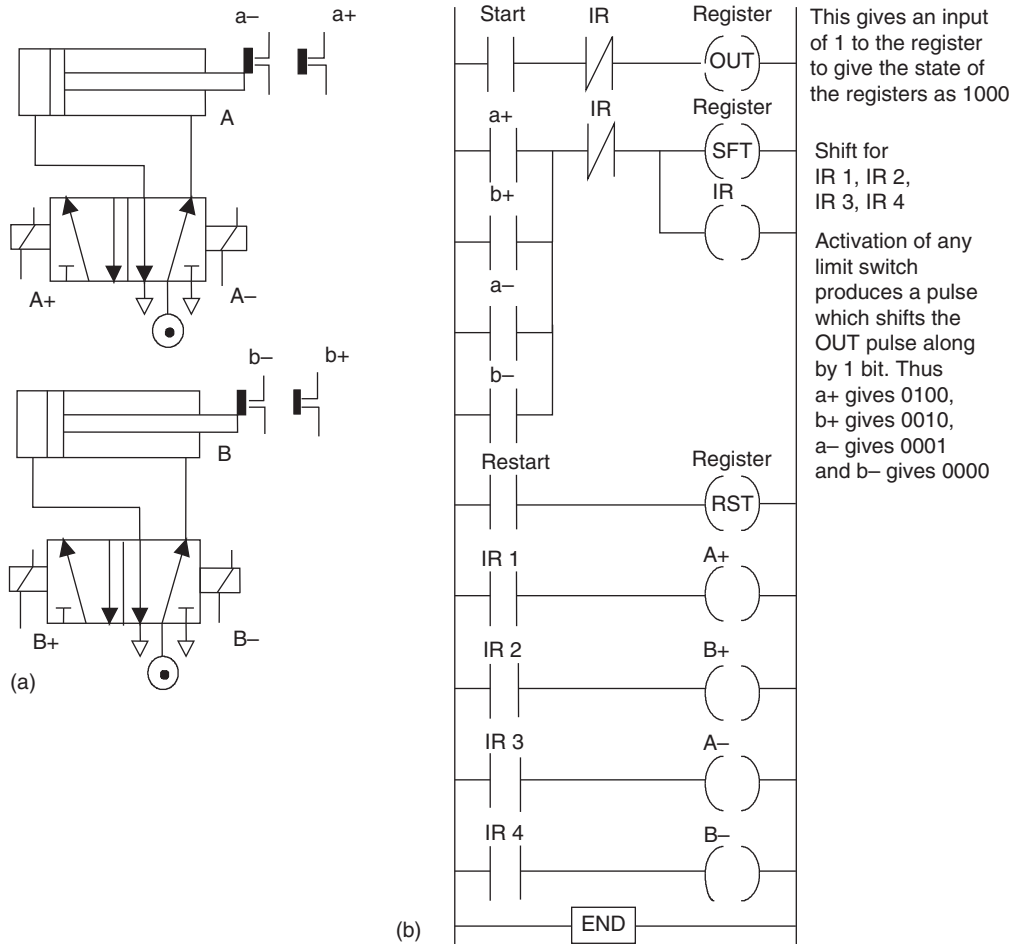 a– a+
A
A+ A–
b– b+
B
B+ B–
(a)
Start IR Register
OUT
This gives an input
of 1 to the register
to give the state of
the registers as 1000
a+ IR Register
SFT
Shift for
IR 1, IR 2,
IR 3, IR 4
b+ IR
Activation of any
limit switch
produces a pulse
which shifts the
OUT pulse along
by 1 bit. Thus
a+ gives 0100,
b+ gives 0010,
a– gives 0001
and b– gives 0000
a–
b–
Restart Register
RST
IR 1 A+
IR 2 B+
IR 3 A–
IR 4 B–
END
(b)